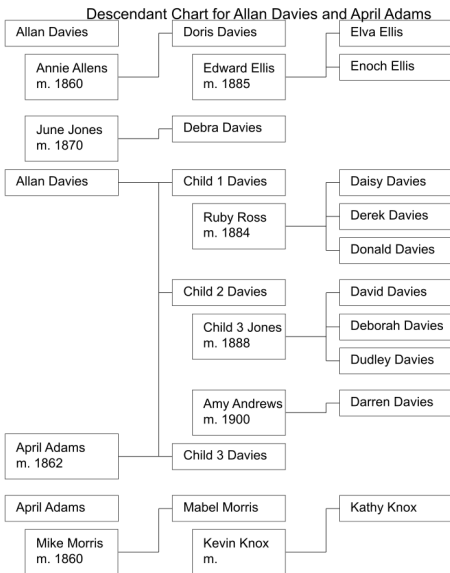 Descendant Chart for Allan Davies and April Adams
Allan Davies
Doris Davies
Elva Ellis
Annie Allens
m. 1860
Edward Ellis
m. 1885
Enoch Ellis
June Jones
m. 1870
Debra Davies
Allan Davies
Child 1 Davies
Daisy Davies
Ruby Ross
m. 1884
Derek Davies
Donald Davies
Child 2 Davies
David Davies
Child 3 Jones
m. 1888
Deborah Davies
Dudley Davies
Amy Andrews
m. 1900
Darren Davies
April Adams
m. 1862
Child 3 Davies
April Adams
Mabel Morris
Kathy Knox
Mike Morris
m. 1860
Kevin Knox
m.